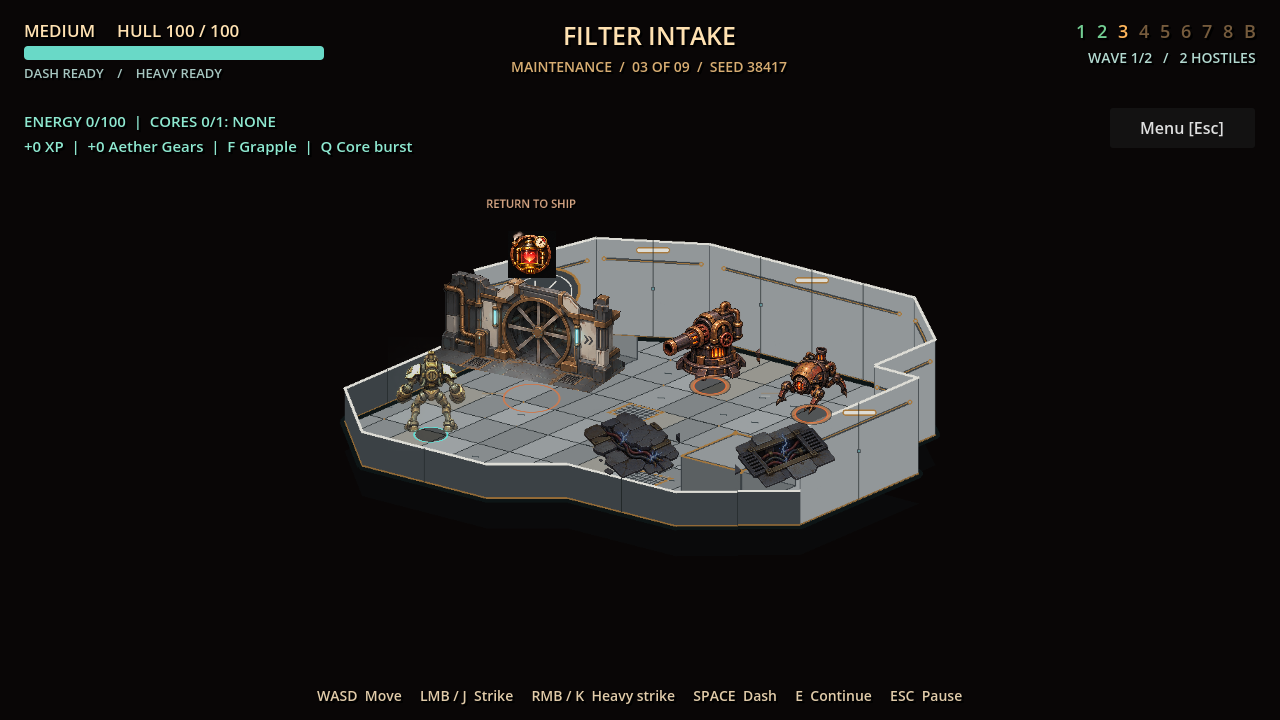 MEDIUM HULL 100 / 100
DASH READY / HEAVY READY
FILTER INTAKE
MAINTENANCE / 03 OF 09 / SEED 38417
1 2 3 4 5 6 7 8 B
WAVE 1/2 / 2 HOSTILES
ENERGY 0/100 | CORES 0/1: NONE
+0 XP | +0 Aether Gears | F Grapple | Q Core burst
Menu [Esc]
RETURN TO SHIP
»
WASD Move LMB / J Strike RMB / K Heavy strike SPACE Dash E Continue ESC Pause